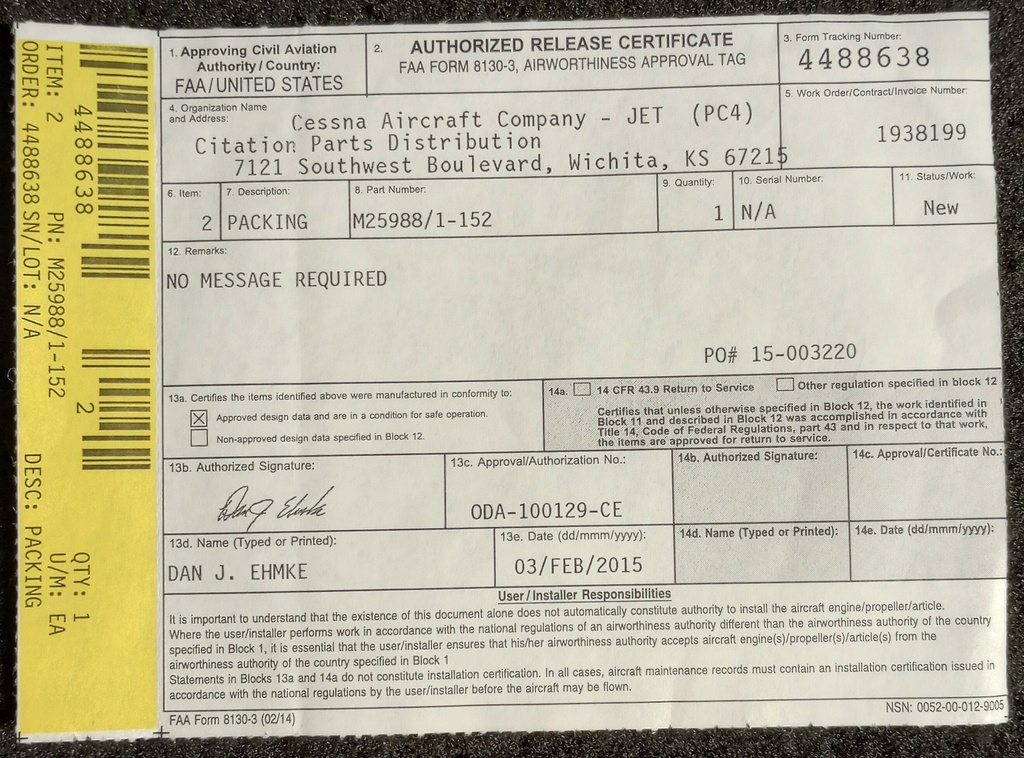 ITEM: 2 PN: M25988/1-152 QTY: 1
ORDER: 4488638 SN/LOT: N/A U/M: EA
4488638 2
DESC: PACKING
1. Approving Civil Aviation
Authority / Country:
FAA/UNITED STATES
2.
AUTHORIZED RELEASE CERTIFICATE
FAA FORM 8130-3, AIRWORTHINESS APPROVAL TAG
3. Form Tracking Number:
4488638
4. Organization Name
and Address:
Cessna Aircraft Company - JET (PC4)
Citation Parts Distribution
7121 Southwest Boulevard, Wichita, KS 67215
5. Work Order/Contract/Invoice Number:
1938199
6. Item:
2
7. Description:
PACKING
8. Part Number:
M25988/1-152
9. Quantity:
1
10. Serial Number:
N/A
11. Status/Work:
New
12. Remarks:
NO MESSAGE REQUIRED
PO# 15-003220
13a. Certifies the items identified above were manufactured in conformity to:
Approved design data and are in a condition for safe operation.
Non-approved design data specified in Block 12.
14a. 14 CFR 43.9 Return to Service Other regulation specified in block 12
Certifies that unless otherwise specified in Block 12, the work identified in
Block 11 and described in Block 12 was accomplished in accordance with
Title 14, Code of Federal Regulations, part 43 and in respect to that work,
the items are approved for return to service.
13b. Authorized Signature:
Dan J Ehmke
13c. Approval/Authorization No.:
ODA-100129-CE
14b. Authorized Signature:
14c. Approval/Certificate No.:
13d. Name (Typed or Printed):
DAN J. EHMKE
13e. Date (dd/mmm/yyyy):
03/FEB/2015
14d. Name (Typed or Printed):
14e. Date (dd/mmm/yyyy):
User/Installer Responsibilities
It is important to understand that the existence of this document alone does not automatically constitute authority to install the aircraft engine/propeller/article.
Where the user/installer performs work in accordance with the national regulations of an airworthiness authority different than the airworthiness authority of the country
specified in Block 1, it is essential that the user/installer ensures that his/her airworthiness authority accepts aircraft engine(s)/propeller(s)/article(s) from the
airworthiness authority of the country specified in Block 1
Statements in Blocks 13a and 14a do not constitute installation certification. In all cases, aircraft maintenance records must contain an installation certification issued in
accordance with the national regulations by the user/installer before the aircraft may be flown.
FAA Form 8130-3 (02/14)
NSN: 0052-00-012-9005